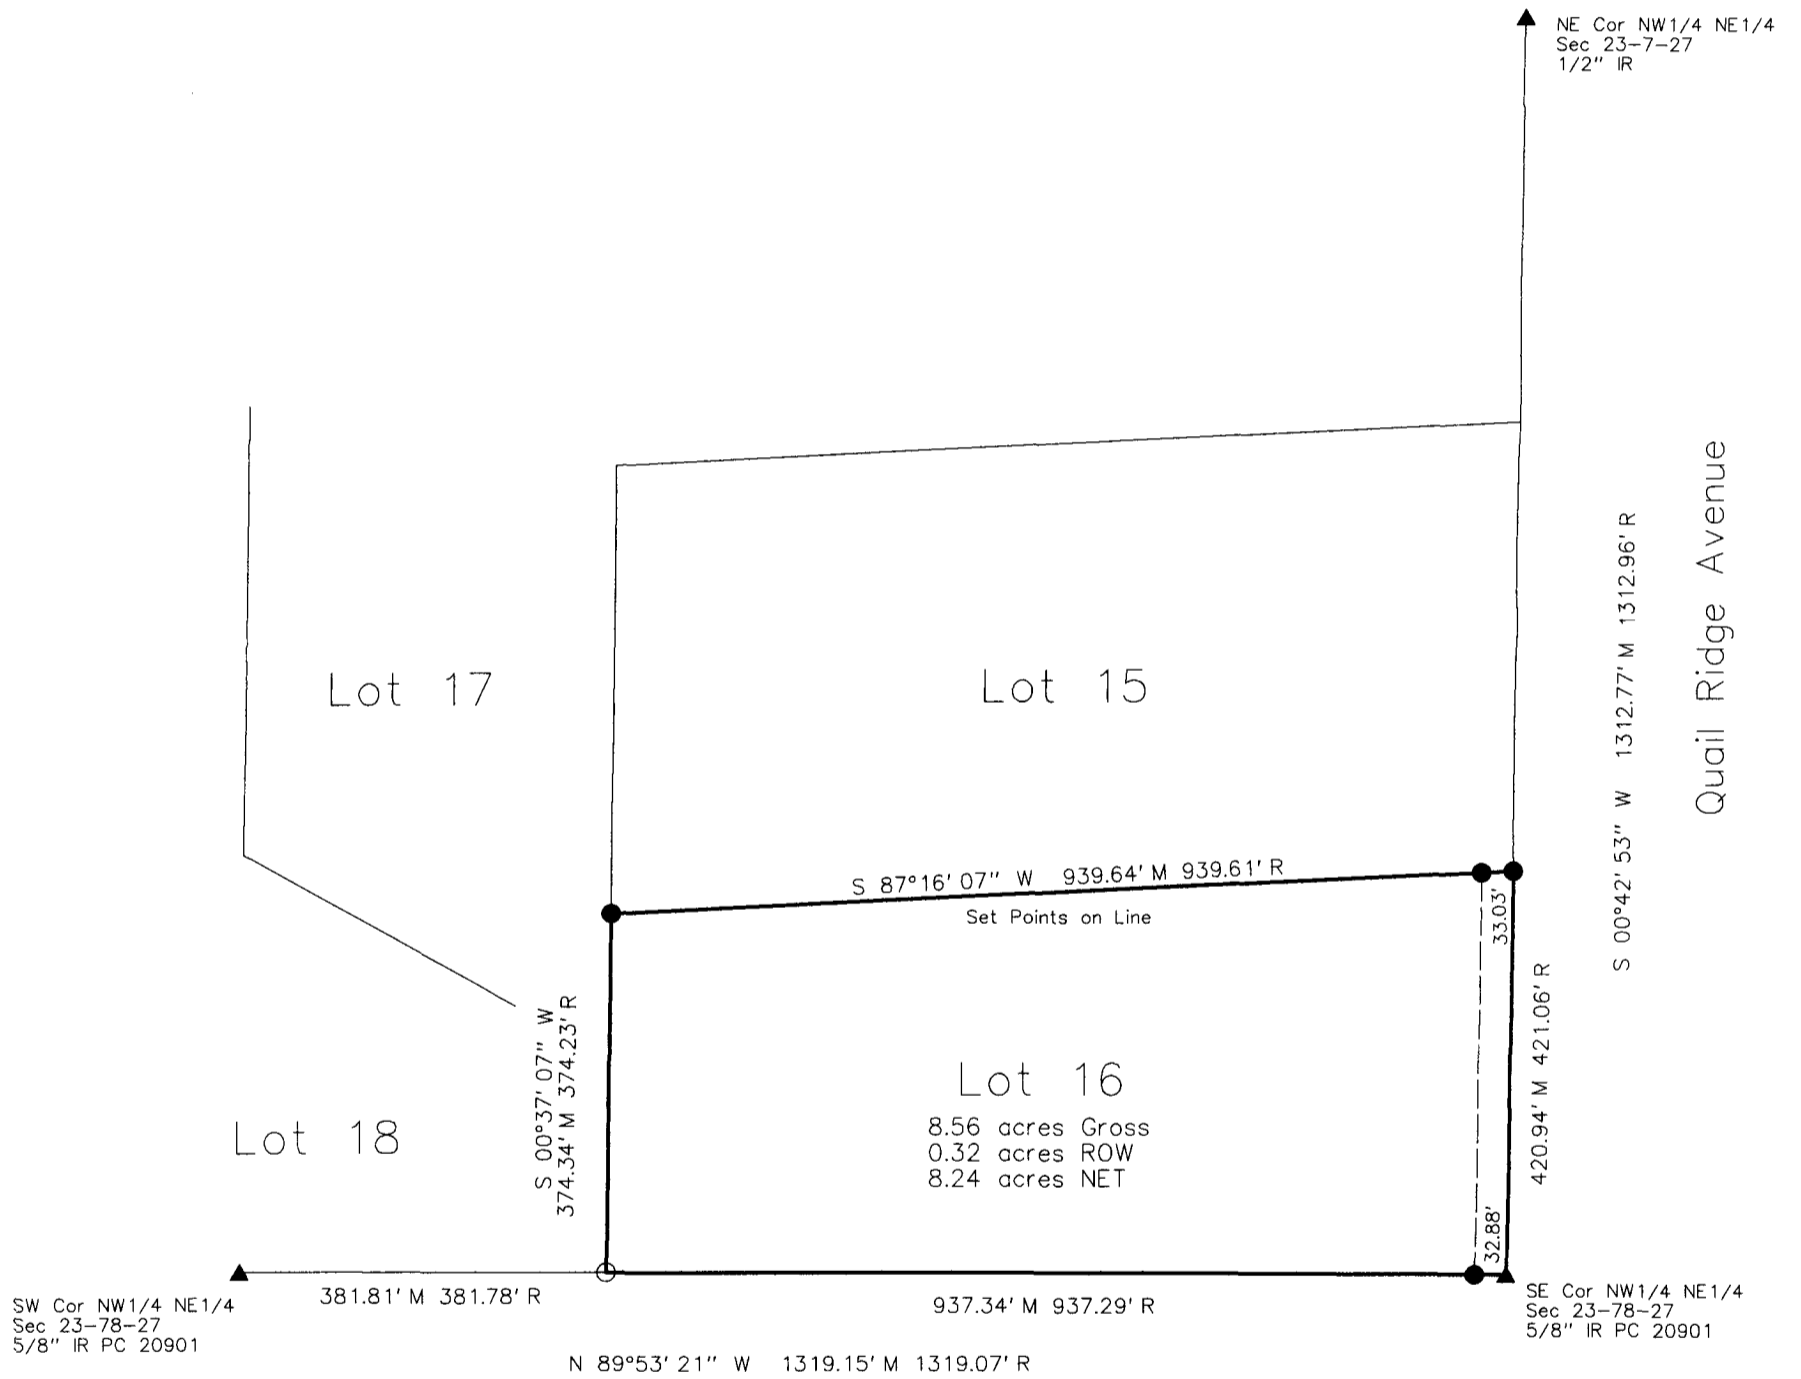 NE Cor NW1/4 NE1/4
Sec 23-7-27
1/2" IR
Quail Ridge Avenue
S 00°42'53" W 1312.77' M 1312.96' R
Lot 17
Lot 15
S 87°16'07" W 939.64' M 939.61' R
Set Points on Line
33.03'
420.94' M 421.06' R
S 00°37'07" W
374.34' M 374.23' R
Lot 16
8.56 acres Gross
0.32 acres ROW
8.24 acres NET
Lot 18
32.88'
SW Cor NW1/4 NE1/4
Sec 23-78-27
5/8" IR PC 20901
381.81' M 381.78' R
937.34' M 937.29' R
SE Cor NW1/4 NE1/4
Sec 23-78-27
5/8" IR PC 20901
N 89°53'21" W 1319.15' M 1319.07' R